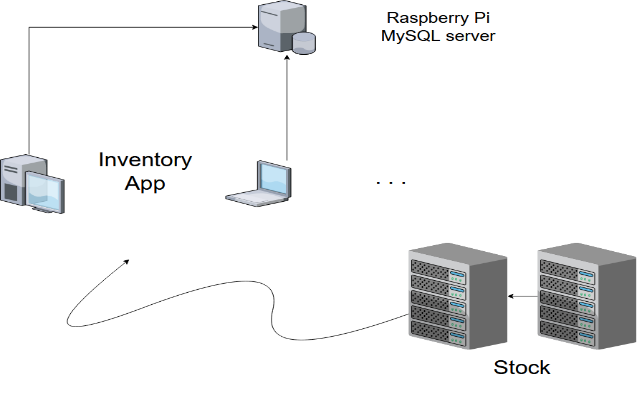 Raspberry Pi
MySQL server
Inventory
App
. . .
Stock